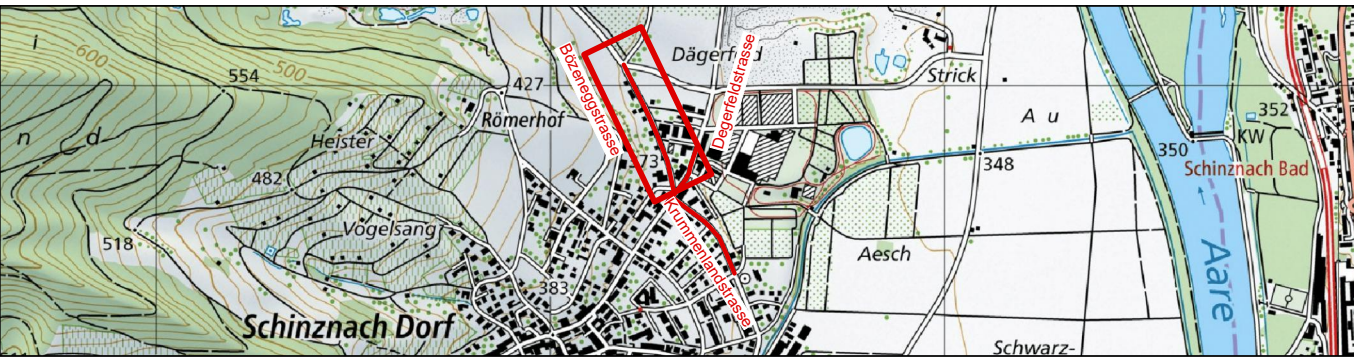 i
600
554
500
427
Dägerfeld
Strick
Bözeneggstrasse
Degerfeldstrasse
Römerhof
A u
352
n d
Heister
350
KW
348
Schinznach Bad
482
Vogelsang
518
Krummenlandstrasse
Aesch
Aare
383
Schinznach Dorf
Schwarz-